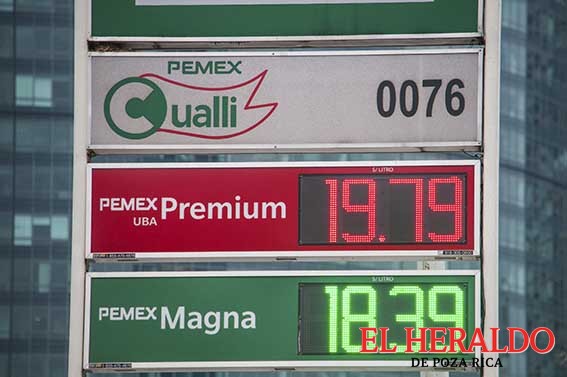 PEMEX
Cualli
0076
S/ LITRO
PEMEX Premium
UBA
19.79
S/ LITRO
PEMEX Magna
18.39
EL HERALDO
DE POZA RICA